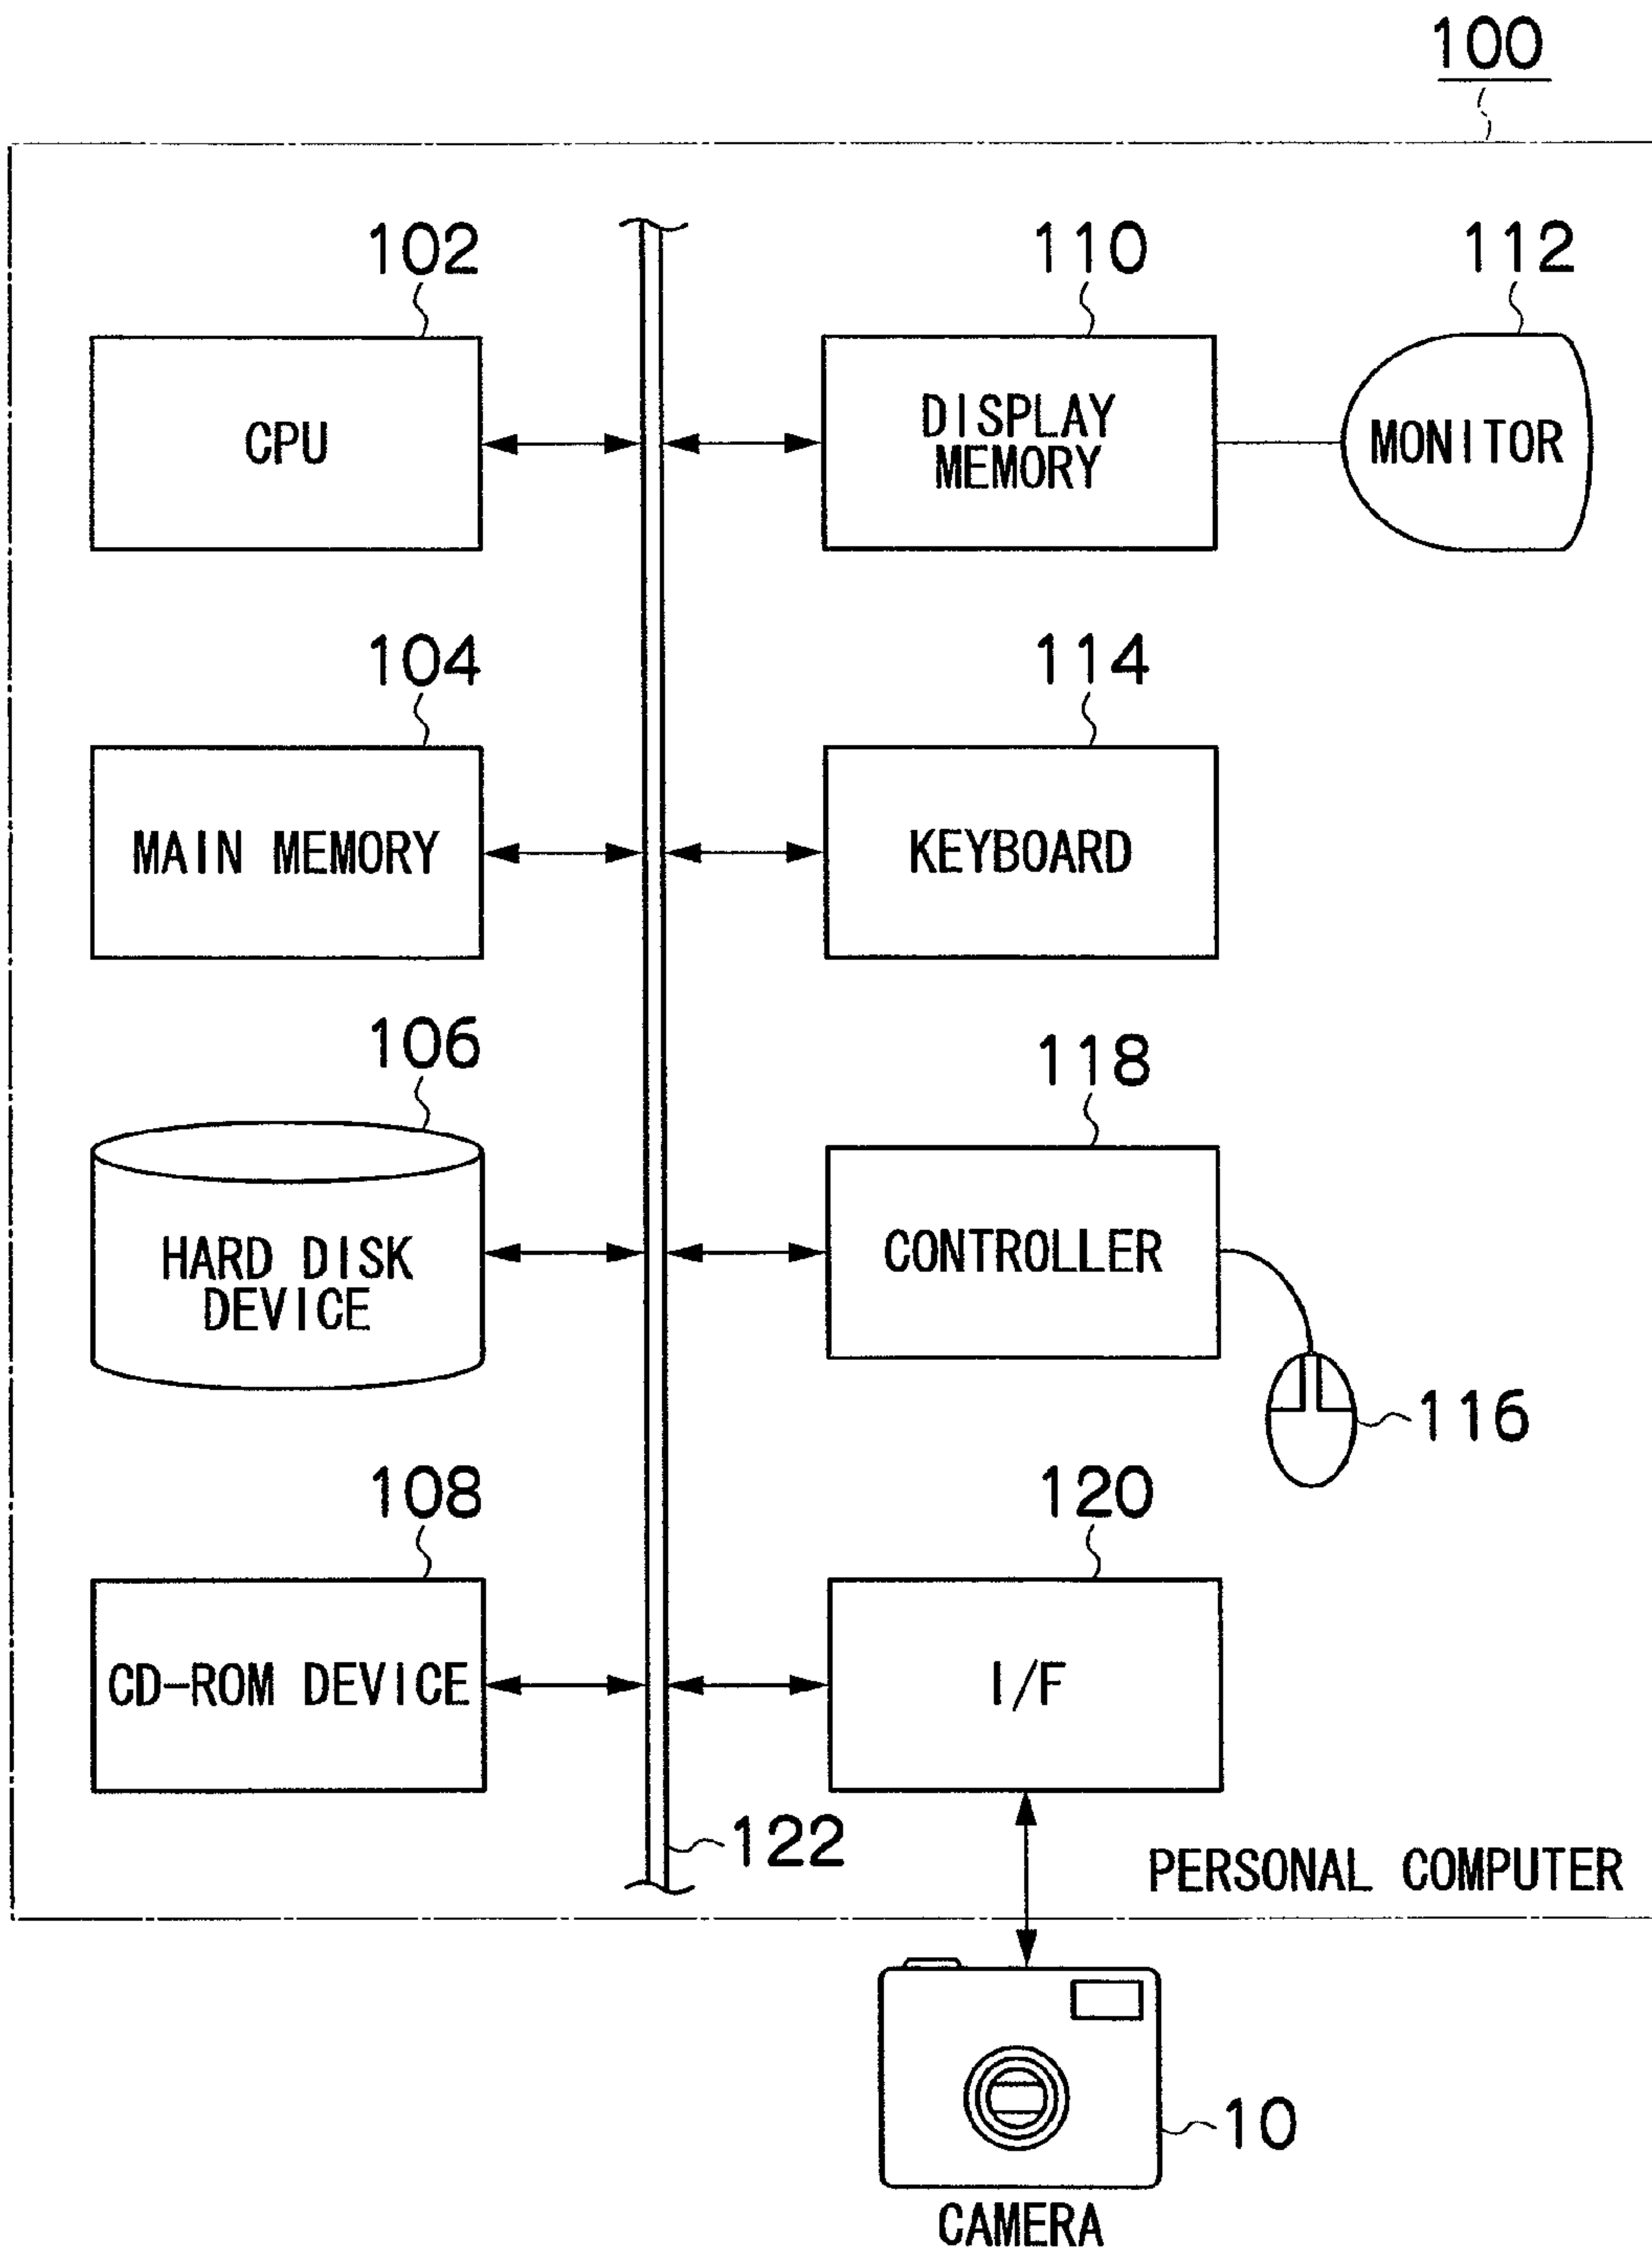 100
102
CPU
110
DISPLAY
MEMORY
112
MONITOR
104
MAIN MEMORY
114
KEYBOARD
106
HARD DISK
DEVICE
118
CONTROLLER
116
108
CD-ROM DEVICE
120
I/F
122
PERSONAL COMPUTER
10
CAMERA